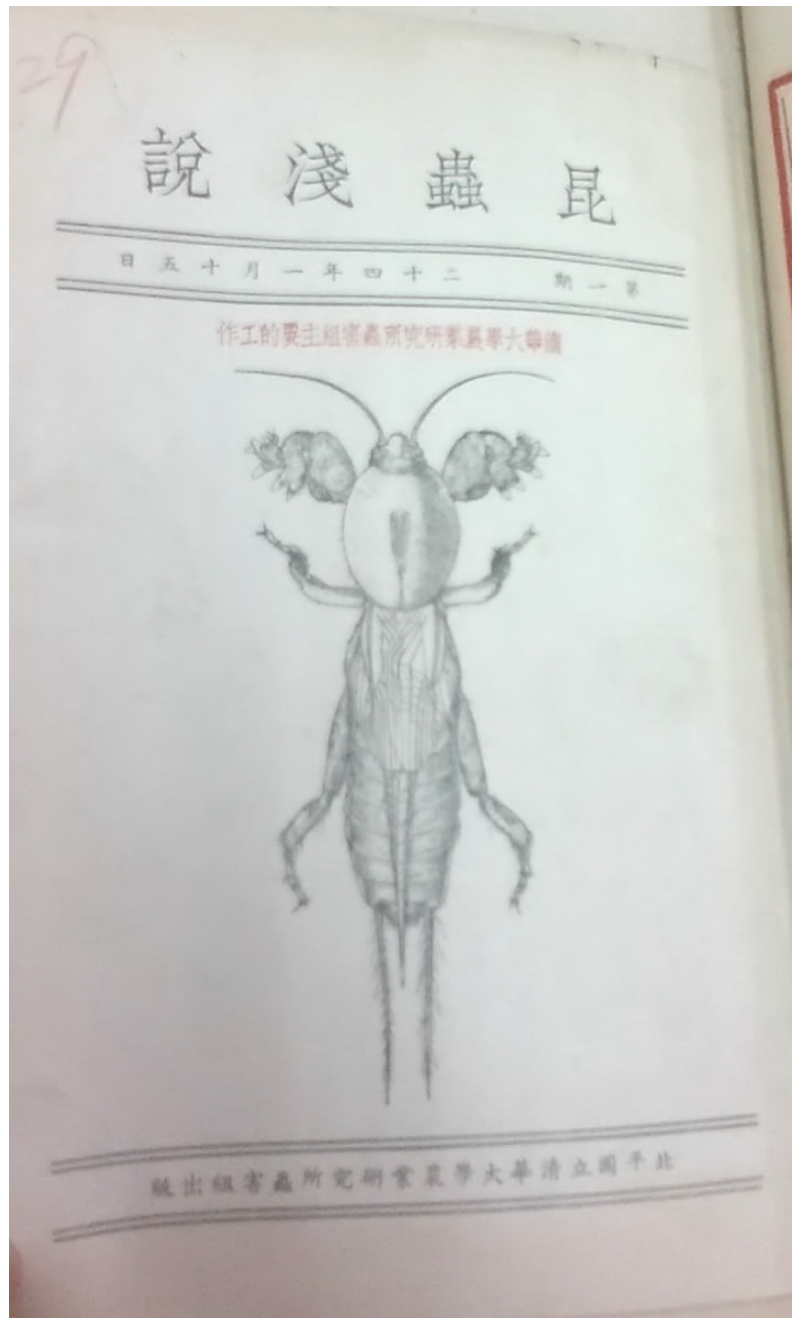 29
昆蟲淺說
第一期 二十四年一月十五日
清華大學農業研究所蟲害組主要的工作
北平國立清華大學農業研究所蟲害組出版